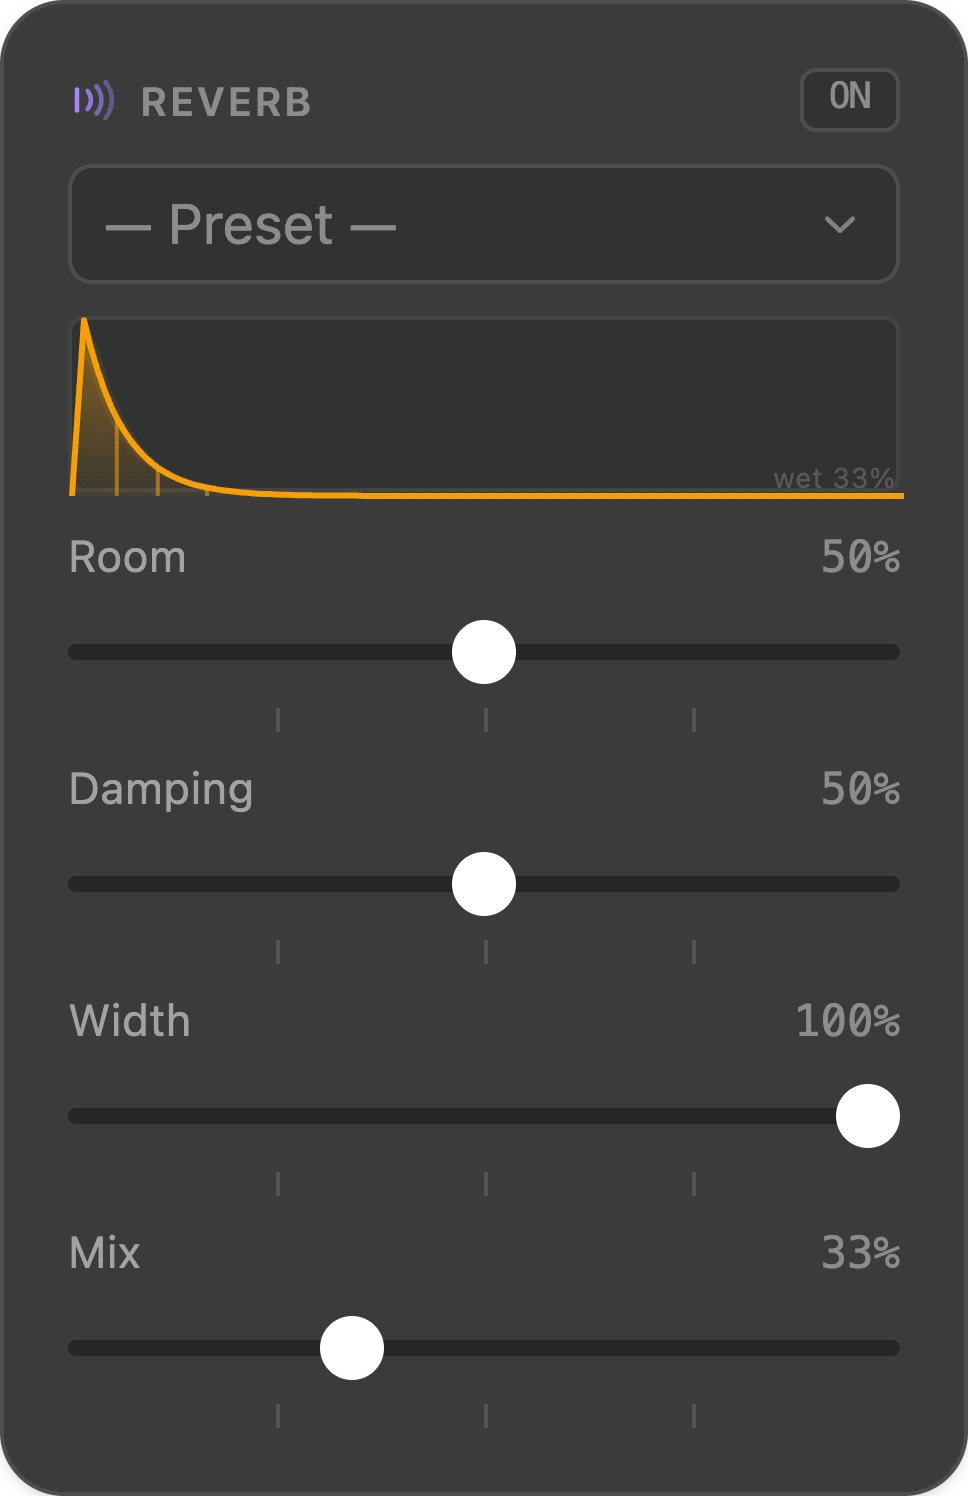 REVERB
ON
— Preset —
wet 33%
Room 50%
Damping 50%
Width 100%
Mix 33%